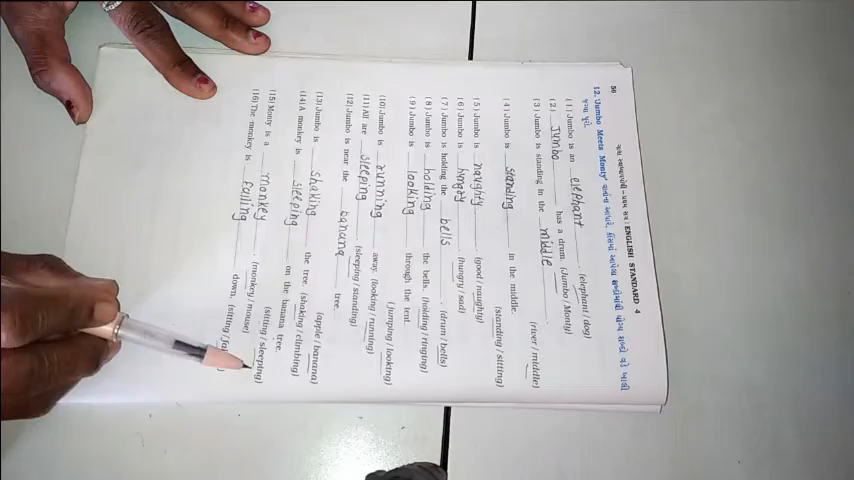 56
ENGLISH STANDARD 4
12. 'Jumbo Meets Monty'
(1) Jumbo is an elephant . (elephant / dog)
(2) Jumbo has a drum. (Jumbo / Monty)
(3) Jumbo is standing in the middle . (river / middle)
(4) Jumbo is standing in the middle. (standing / sitting)
(5) Jumbo is naughty . (good / naughty)
(6) Jumbo is hungry . (hungry / sad)
(7) Jumbo is holding the bells . (drum / bells)
(8) Jumbo is holding the bells. (holding / ringing)
(9) Jumbo is looking through the tent. (jumping / looking)
(10) Jumbo is running away. (looking / running)
(11) All are sleeping . (sleeping / standing)
(12) Jumbo is near the banana tree. (apple / banana)
(13) Jumbo is shaking the tree. (shaking / climbing)
(14) A monkey is sleeping on the banana tree. (sitting / sleeping)
(15) Monty is a monkey . (monkey / mouse)
(16) The monkey is falling down. (sitting /